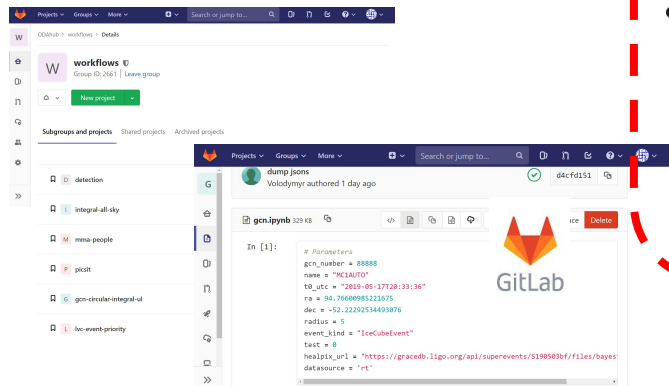 Projects Groups More Search or jump to...
ODAhub > workflows > Details
W
W
workflows
Group ID: 2661 | Leave group
New project
Subgroups and projects Shared projects Archived projects
D detection
I integral-all-sky
M mma-people
P picsit
G gcn-circular-integral-ul
L lvc-event-priority
Projects Groups More Search or jump to...
G
dump jsons
Volodymyr authored 1 day ago
d4cfd151
gcn.ipynb 329 KB
</>
Delete
In [1]:
# Parameters
gcn_number = 88888
name = "MC1AUTO"
t0_utc = "2019-05-17T20:33:36"
ra = 94.76600985221675
dec = -52.22292534493076
radius = 5
event_kind = "IceCubeEvent"
test = 0
healpix_url = "https://gracedb.ligo.org/api/superevents/S190503bf/files/bayes
datasource = 'rt'
GitLab